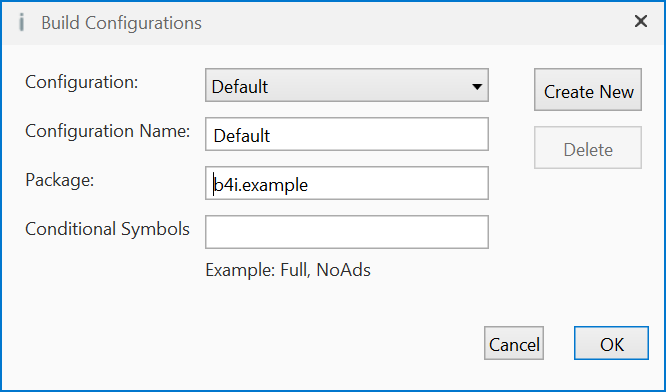 Build Configurations
Configuration: Default Create New
Configuration Name: Default
Delete
Package: b4i.example
Conditional Symbols
Example: Full, NoAds
Cancel OK